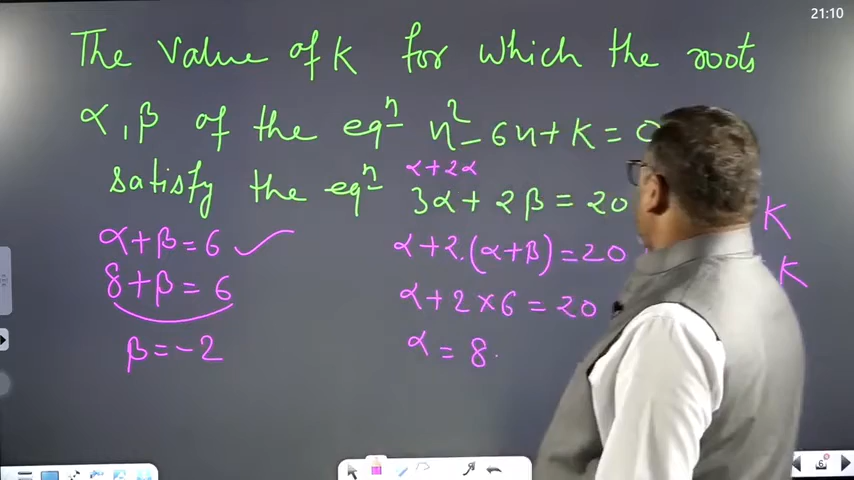 21:10
The value of K for which the roots
α, β of the eqⁿ x² - 6x + K = 0
satisfy the eqⁿ 3α + 2β = 20
α+2α
α+β=6
8+β = 6
β = -2
α+2.(α+β)=20
α+2×6 = 20
α = 8.
K
K